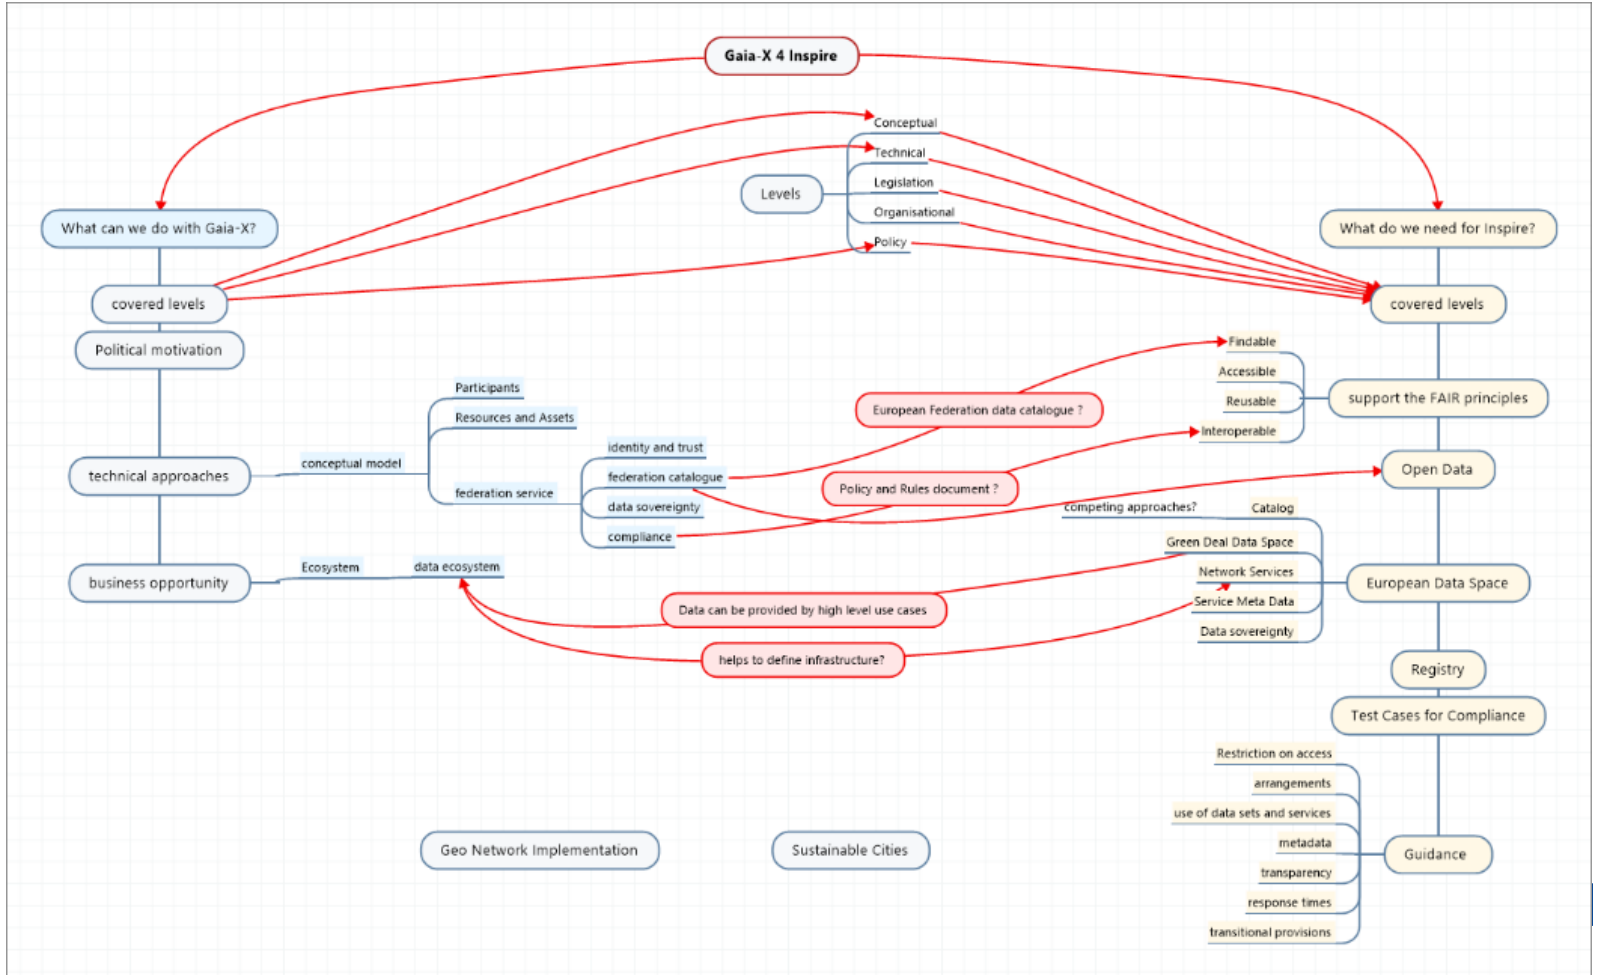 Gaia-X 4 Inspire
Conceptual
Technical
Levels
Legislation
Organisational
Policy
What can we do with Gaia-X?
What do we need for Inspire?
covered levels
covered levels
Political motivation
Findable
Accessible
Reusable
Interoperable
support the FAIR principles
Participants
Resources and Assets
European Federation data catalogue ?
identity and trust
technical approaches
conceptual model
federation service
federation catalogue
data sovereignty
compliance
Policy and Rules document ?
Open Data
competing approaches?
Catalog
Green Deal Data Space
Network Services
Service Meta Data
Data sovereignty
European Data Space
business opportunity
Ecosystem
data ecosystem
Data can be provided by high level use cases
helps to define infrastructure?
Registry
Test Cases for Compliance
Restriction on access
arrangements
use of data sets and services
metadata
transparency
response times
transitional provisions
Guidance
Geo Network Implementation
Sustainable Cities